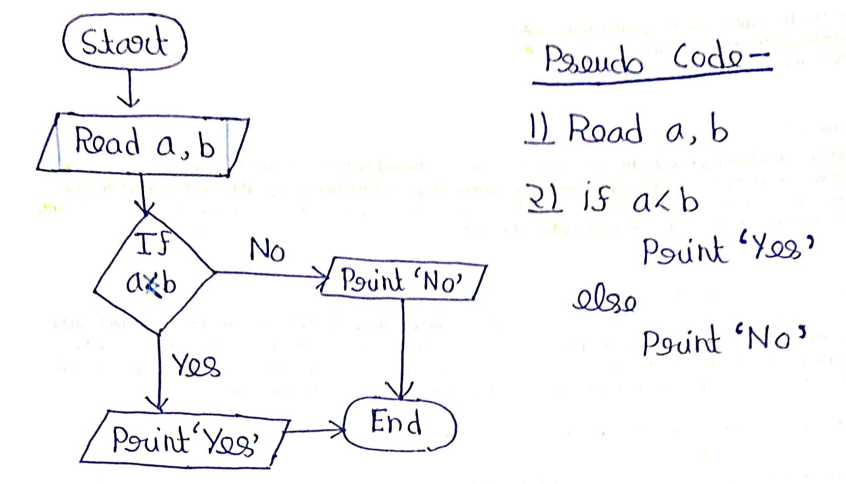 Start
Read a, b
If
a<b
No
Print 'No'
Yes
Print 'Yes'
End
Pseudo Code-
1) Read a, b
2) if a<b
Print 'Yes'
else
Print 'No'